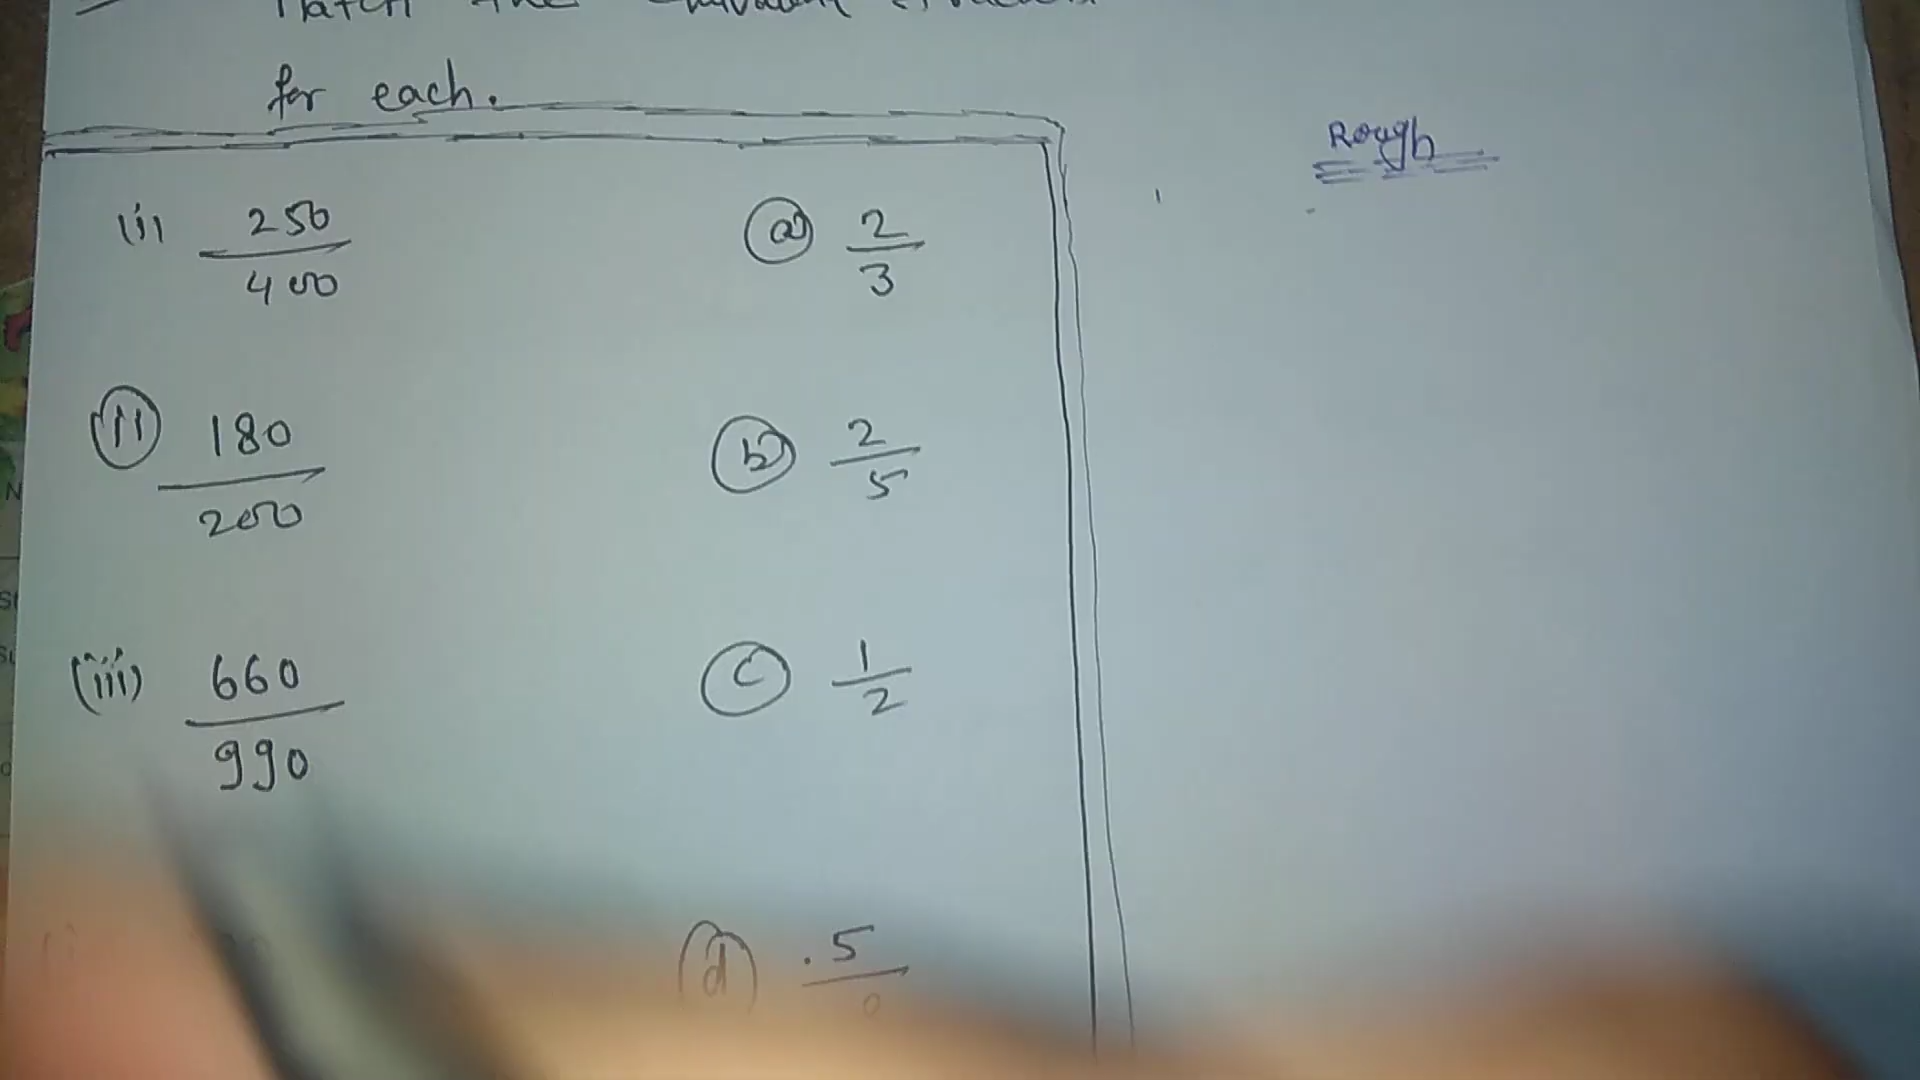 for each.
Rough
(i) 250/400 (a) 2/3
(ii) 180/200 (b) 2/5
(iii) 660/990 (c) 1/2
(d) .5/